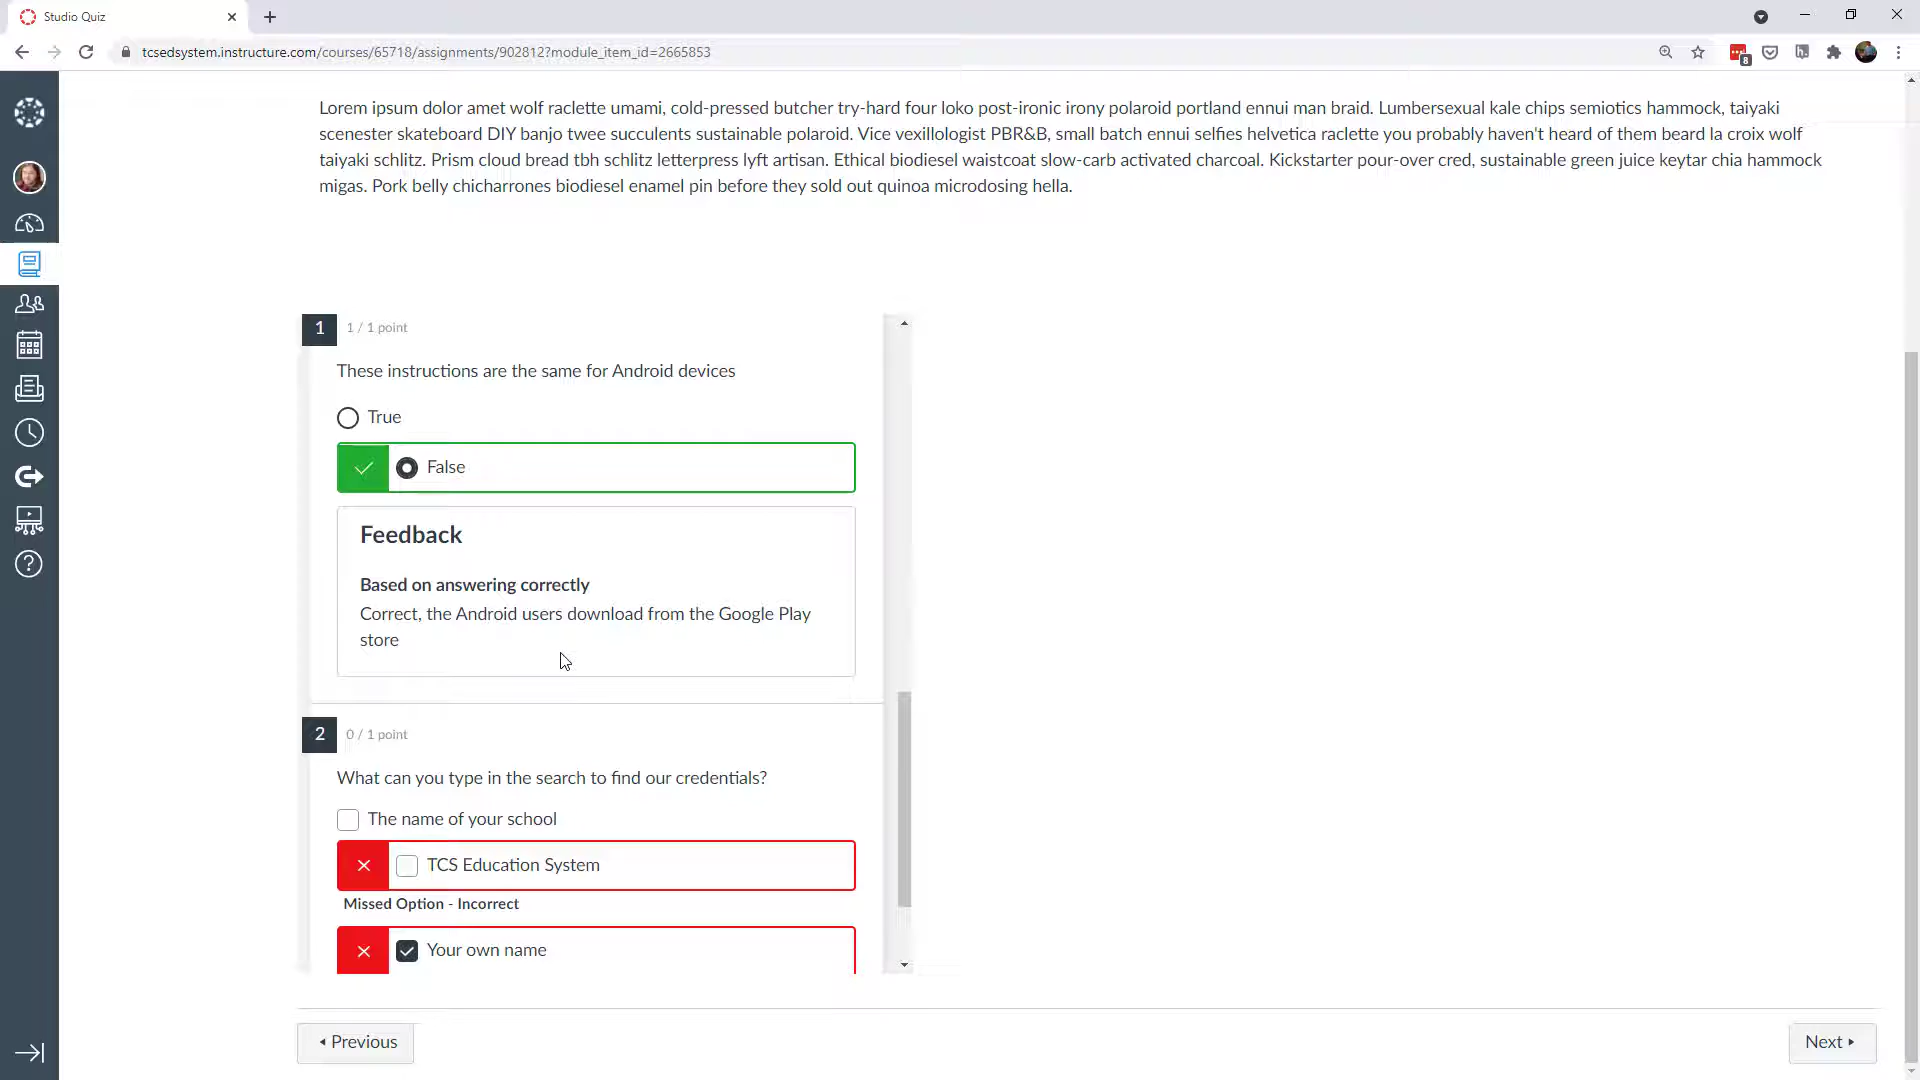 Studio Quiz
tcsedsystem.instructure.com/courses/65718/assignments/902812?module_item_id=2665853
8
Lorem ipsum dolor amet wolf raclette umami, cold-pressed butcher try-hard four loko post-ironic irony polaroid portland ennui man braid. Lumbersexual kale chips semiotics hammock, taiyaki
scenester skateboard DIY banjo twee succulents sustainable polaroid. Vice vexillologist PBR&B, small batch ennui selfies helvetica raclette you probably haven't heard of them beard la croix wolf
taiyaki schlitz. Prism cloud bread tbh schlitz letterpress lyft artisan. Ethical biodiesel waistcoat slow-carb activated charcoal. Kickstarter pour-over cred, sustainable green juice keytar chia hammock
migas. Pork belly chicharrones biodiesel enamel pin before they sold out quinoa microdosing hella.
1 1 / 1 point
These instructions are the same for Android devices
True
False
Feedback
Based on answering correctly
Correct, the Android users download from the Google Play
store
2 0 / 1 point
What can you type in the search to find our credentials?
The name of your school
TCS Education System
Missed Option - Incorrect
Your own name
Previous
Next